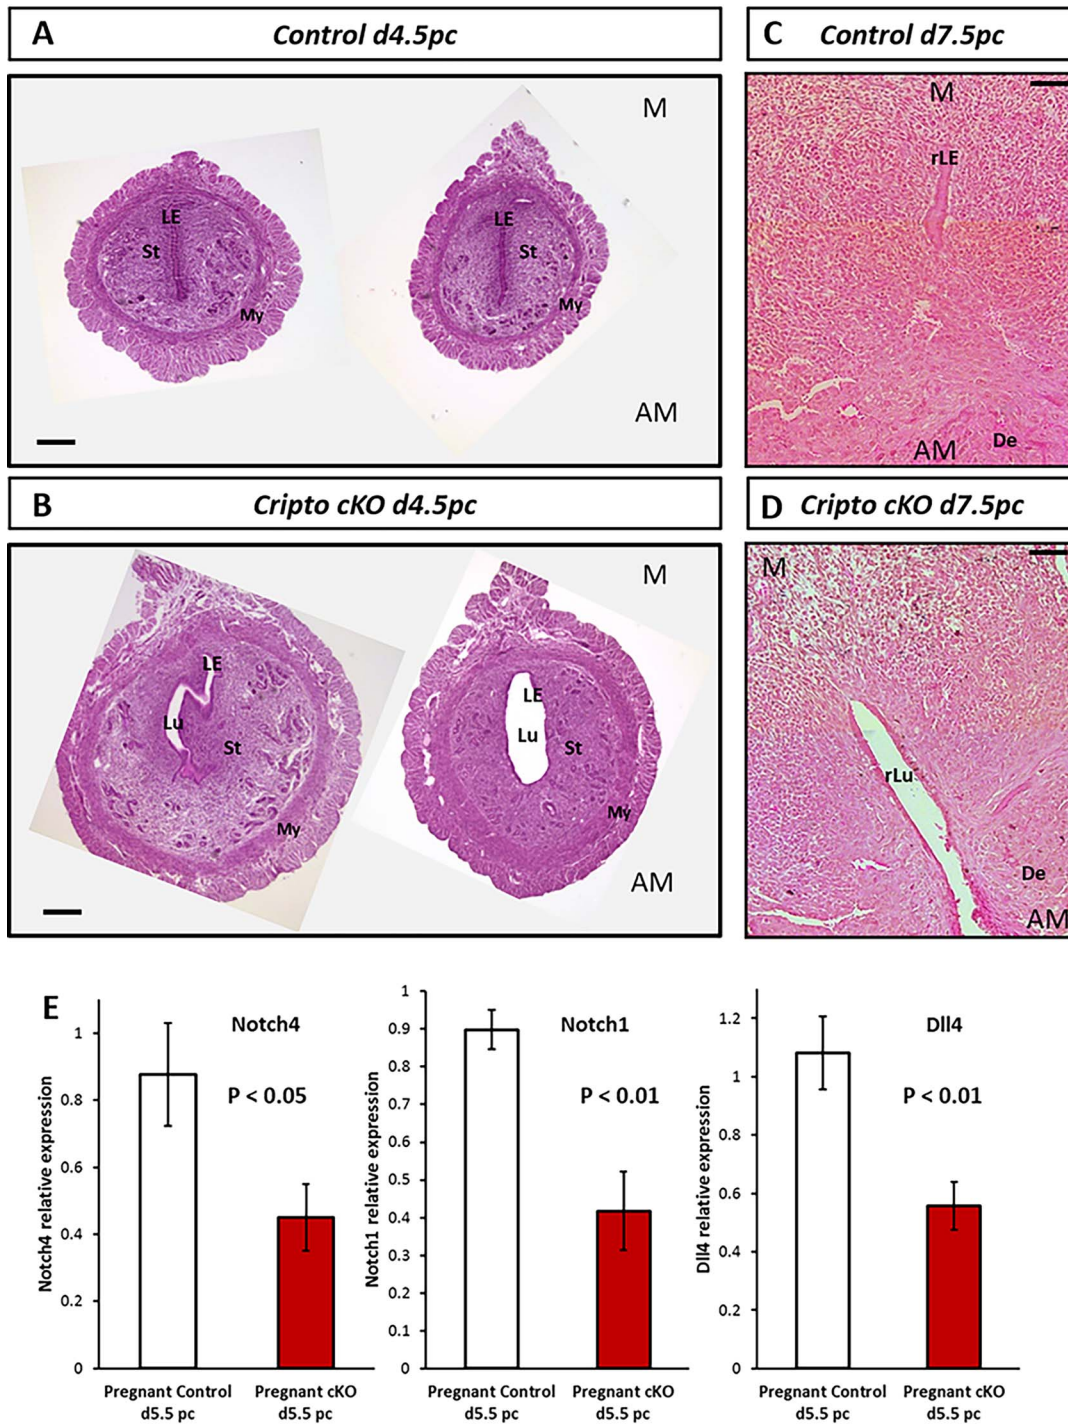 A Control d4.5pc
C Control d7.5pc
M
LE
LE
St
St
My
My
AM
M
rLE
De
AM
B Cripto cKO d4.5pc
D Cripto cKO d7.5pc
M
LE
LE
Lu
Lu
St
St
My
My
AM
M
rLu
De
AM
E
Notch4
P < 0.05
Notch4 relative expression
1
0.8
0.6
0.4
0.2
0
Pregnant Control
d5.5 pc
Pregnant cKO
d5.5 pc
Notch1
P < 0.01
Notch1 relative expression
1
0.9
0.8
0.7
0.6
0.5
0.4
0.3
0.2
0.1
0
Pregnant Control
d5.5 pc
Pregnant cKO
d5.5 pc
Dll4
P < 0.01
Dll4 relative expression
1.2
1
0.8
0.6
0.4
0.2
0
Pregnant Control
d5.5 pc
Pregnant cKO
d5.5 pc